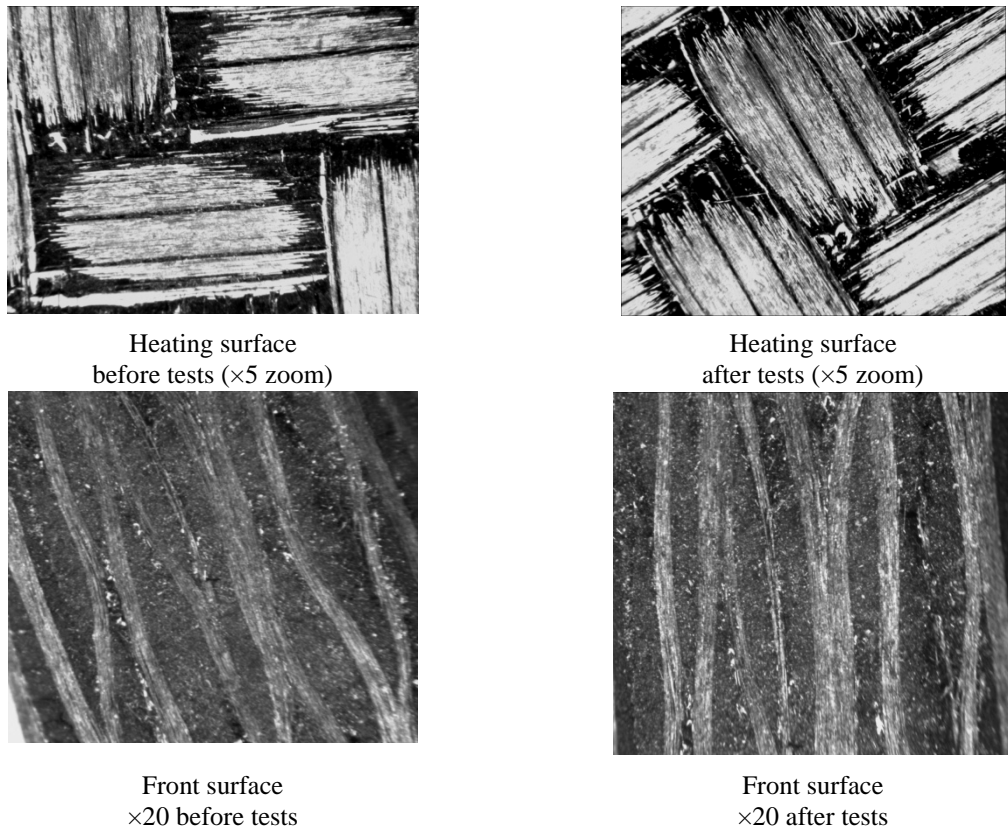 Heating surface
before tests (×5 zoom)
Heating surface
after tests (×5 zoom)
Front surface
×20 before tests
Front surface
×20 after tests